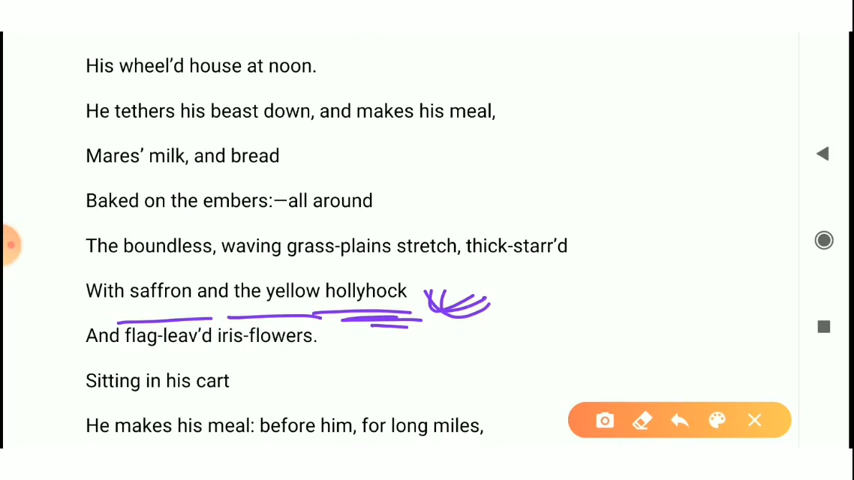 His wheel’d house at noon.
He tethers his beast down, and makes his meal,
Mares’ milk, and bread
Baked on the embers:—all around
The boundless, waving grass-plains stretch, thick-starr’d
With saffron and the yellow hollyhock
And flag-leav’d iris-flowers.
Sitting in his cart
He makes his meal: before him, for long miles,